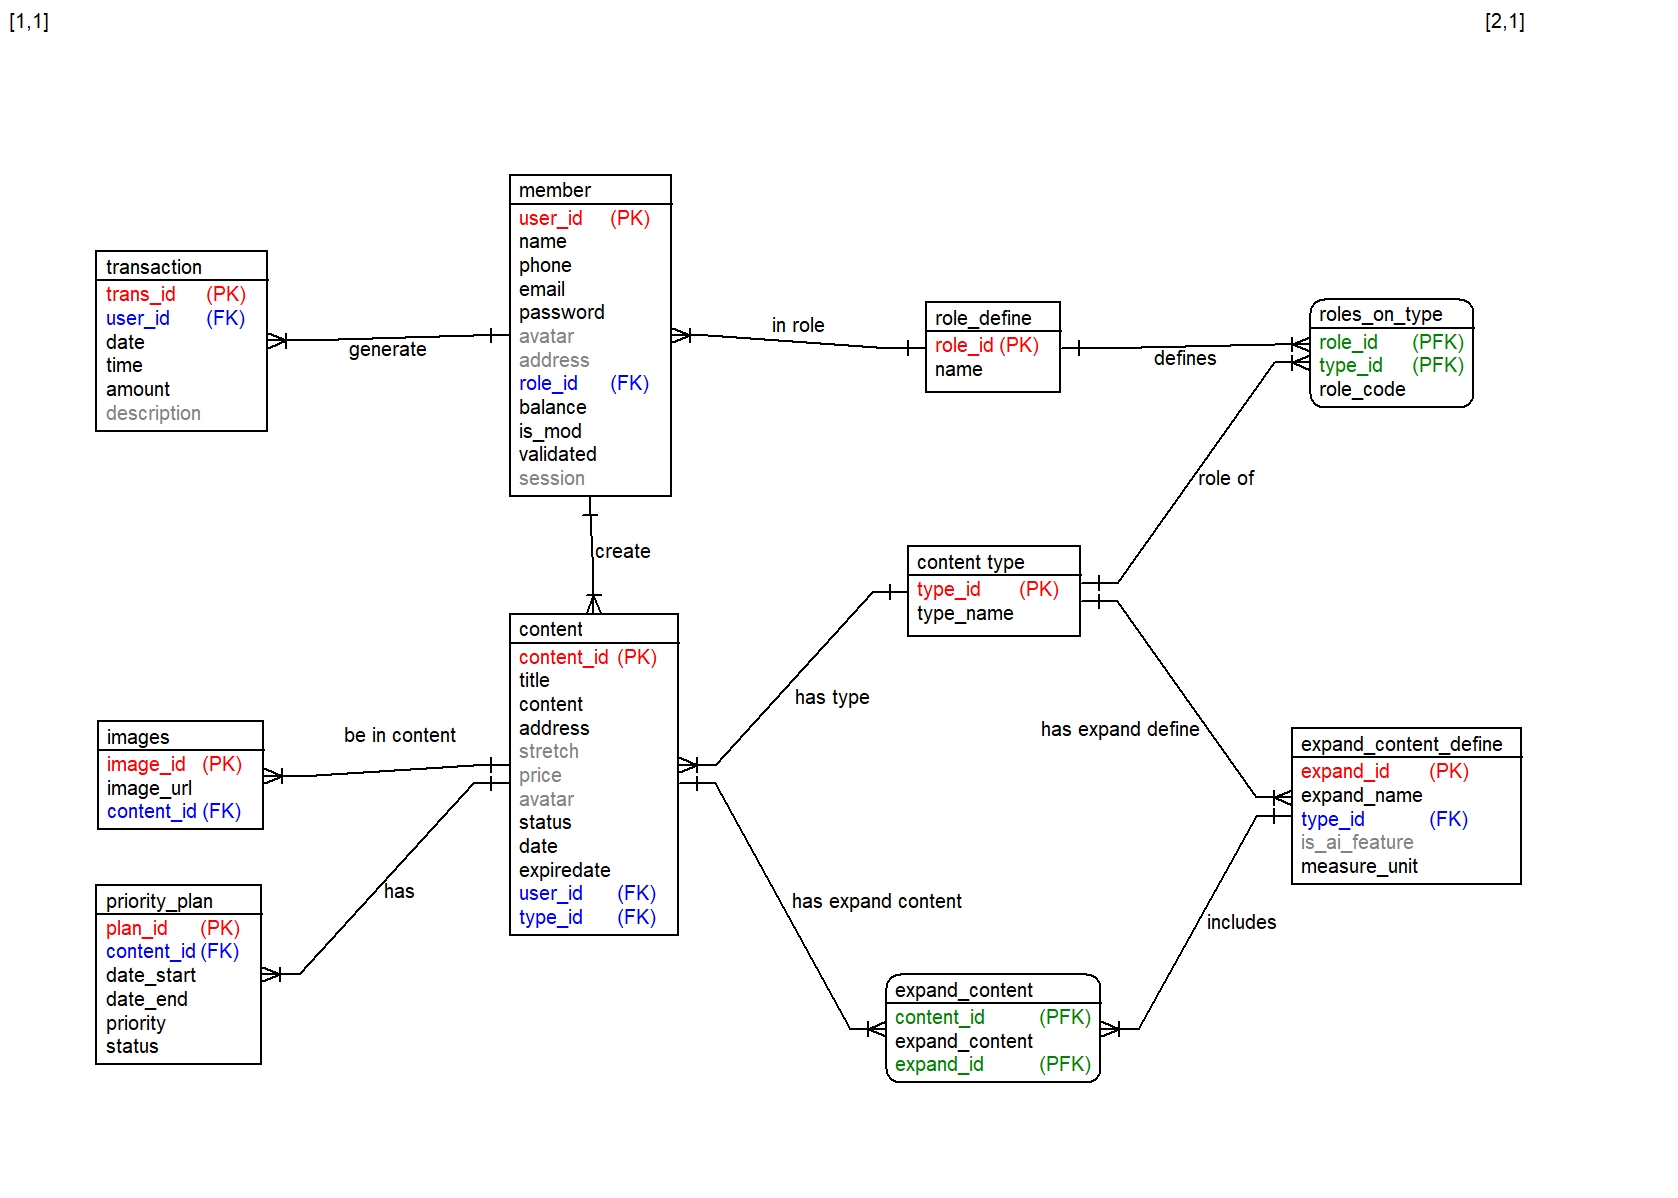 [1,1]
[2,1]
member
user_id (PK)
name
phone
email
password
avatar
address
role_id (FK)
balance
is_mod
validated
session
transaction
trans_id (PK)
user_id (FK)
date
time
amount
description
generate
in role
role_define
role_id (PK)
name
defines
roles_on_type
role_id (PFK)
type_id (PFK)
role_code
role of
create
content type
type_id (PK)
type_name
content
content_id (PK)
title
content
address
stretch
price
avatar
status
date
expiredate
user_id (FK)
type_id (FK)
has type
has expand define
images
image_id (PK)
image_url
content_id (FK)
be in content
expand_content_define
expand_id (PK)
expand_name
type_id (FK)
is_ai_feature
measure_unit
priority_plan
plan_id (PK)
content_id (FK)
date_start
date_end
priority
status
has
has expand content
includes
expand_content
content_id (PFK)
expand_content
expand_id (PFK)